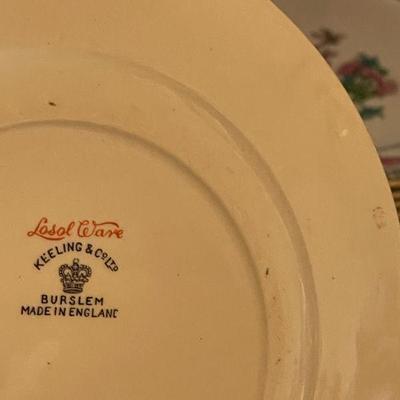 Losol Ware
KEELING & CO LTD
BURSLEM
MADE IN ENGLAND